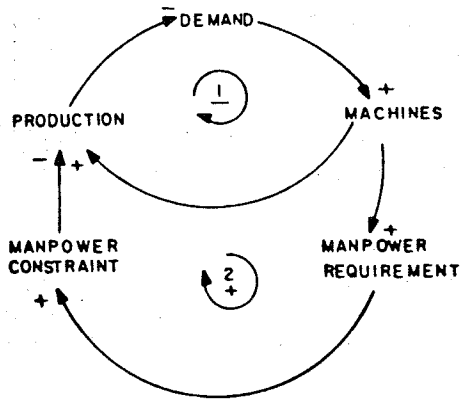 − DEMAND
1
−
+
PRODUCTION
MACHINES
− +
+
MANPOWER
CONSTRAINT
MANPOWER
REQUIREMENT
2
+
+